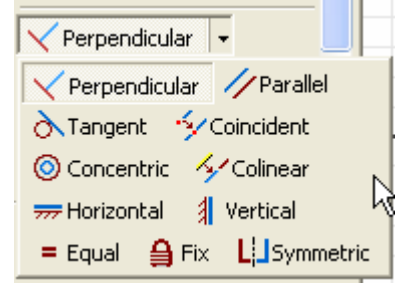 Perpendicular
Perpendicular Parallel
Tangent Coincident
Concentric Colinear
Horizontal Vertical
= Equal Fix Symmetric